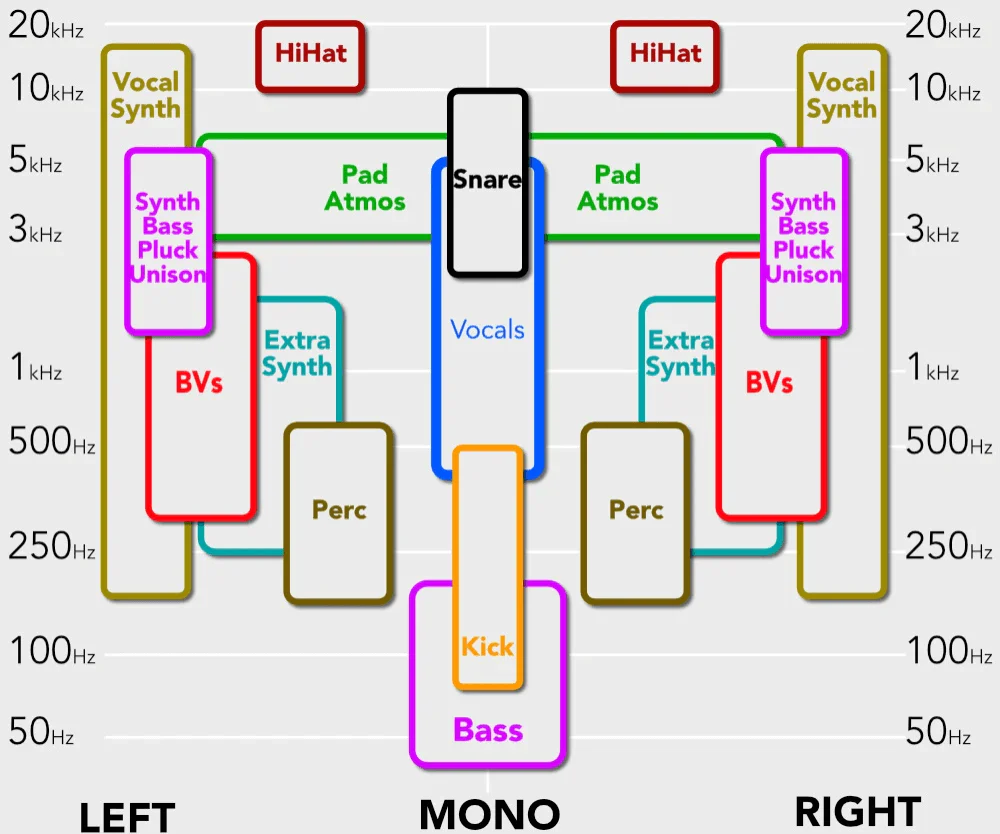 20kHz
20kHz
HiHat
HiHat
Vocal
Synth
Vocal
Synth
10kHz
10kHz
5kHz
5kHz
Pad
Atmos
Snare
Pad
Atmos
Synth
Bass
Pluck
Unison
Synth
Bass
Pluck
Unison
3kHz
3kHz
Vocals
Extra
Synth
Extra
Synth
1kHz
1kHz
BVs
BVs
500Hz
500Hz
Perc
Perc
250Hz
250Hz
100Hz
Kick
100Hz
50Hz
Bass
50Hz
LEFT
MONO
RIGHT